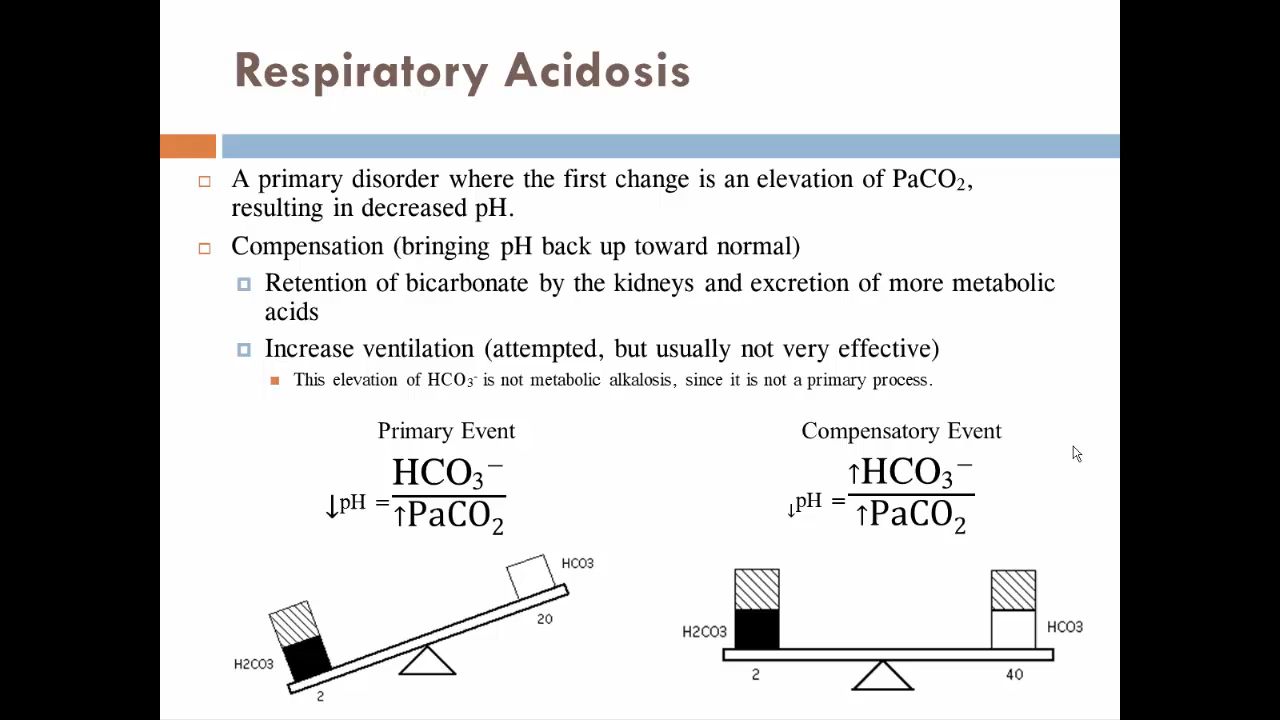 Respiratory Acidosis
A primary disorder where the first change is an elevation of PaCO₂,
resulting in decreased pH.
Compensation (bringing pH back up toward normal)
Retention of bicarbonate by the kidneys and excretion of more metabolic
acids
Increase ventilation (attempted, but usually not very effective)
This elevation of HCO₃⁻ is not metabolic alkalosis, since it is not a primary process.
Primary Event
↓pH = HCO₃⁻
↑PaCO₂
HCO3
20
H2CO3
2
Compensatory Event
↓pH = ↑HCO₃⁻
↑PaCO₂
H2CO3
HCO3
2
40